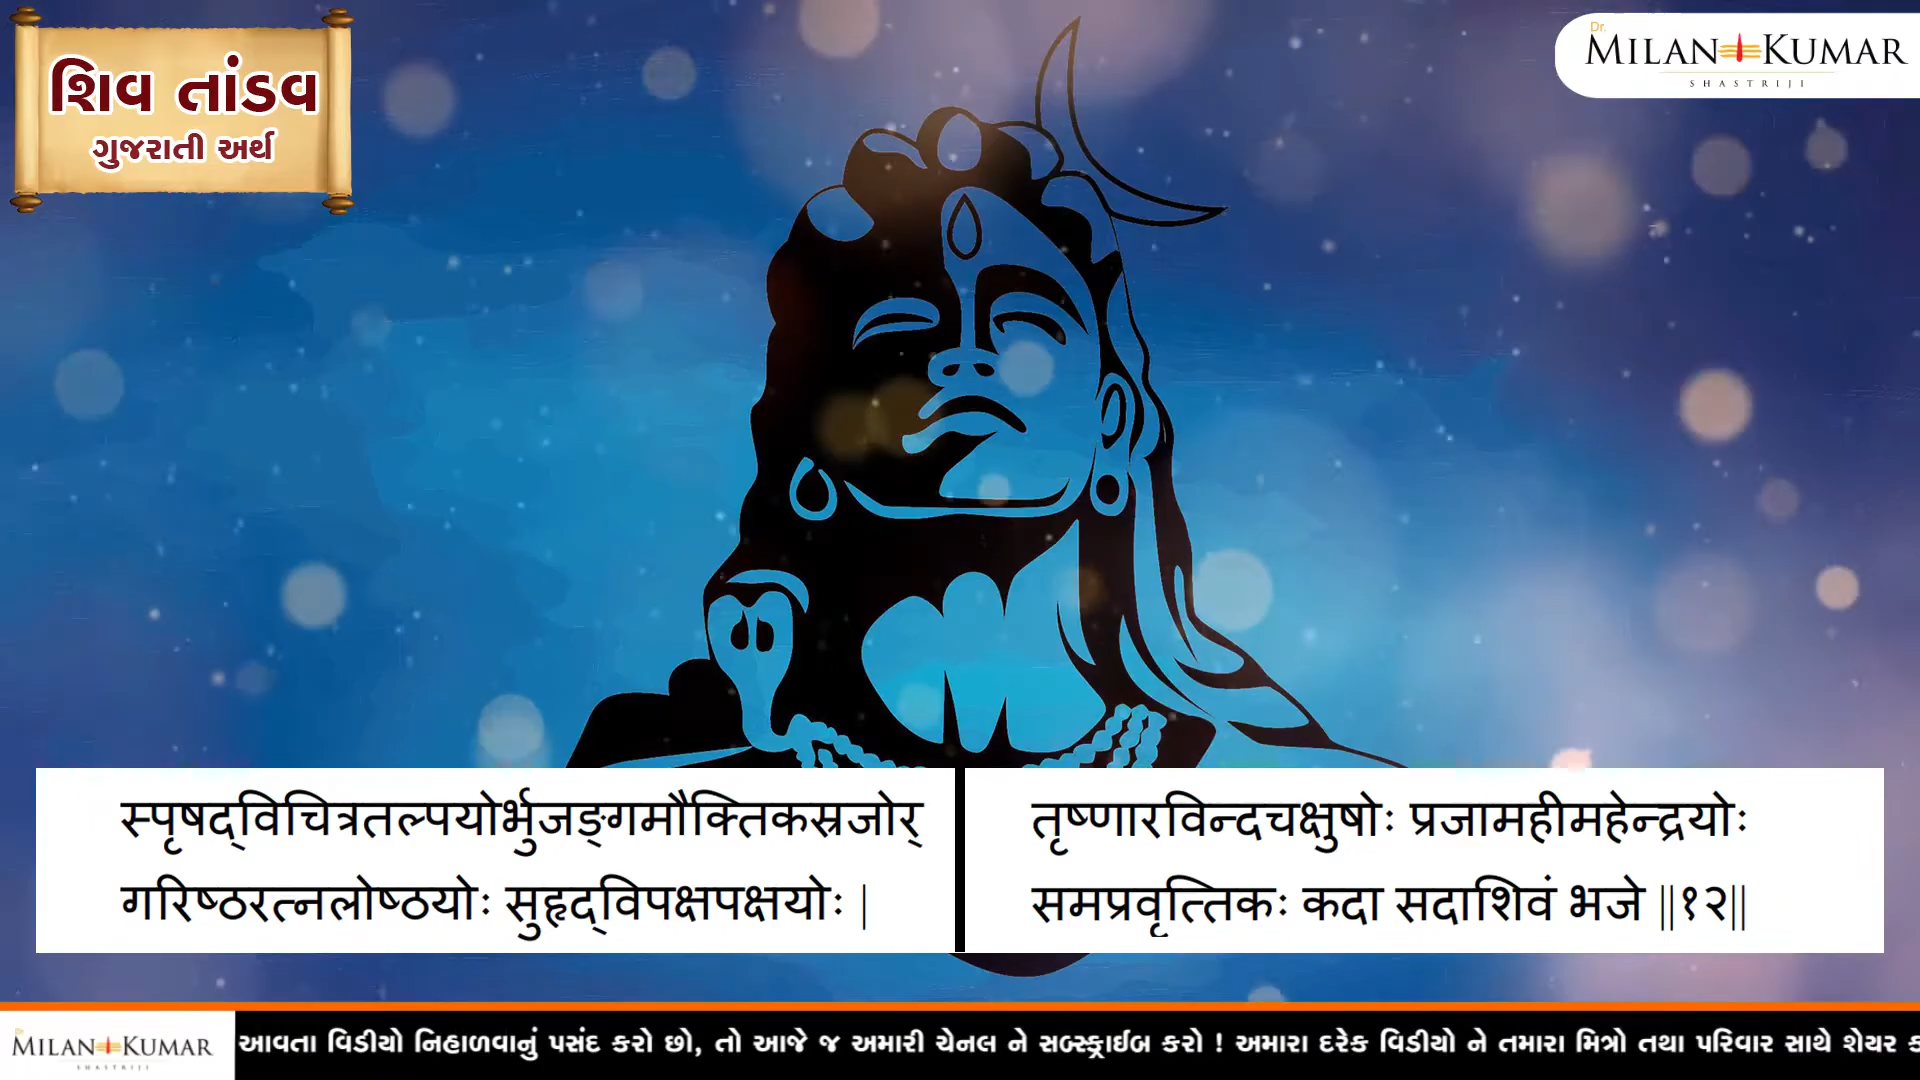 શિવ તાંડવ
ગુજરાતી અર્થ
Dr.
MILAN KUMAR
SHASTRIJI
स्पृषद्विचित्रतल्पयोर्भुजङ्गमौक्तिकस्रजोर्
गरिष्ठरत्नलोष्ठयोः सुहृद्विपक्षपक्षयोः |
तृष्णारविन्दचक्षुषोः प्रजामहीमहेन्द्रयोः
समप्रवृत्तिकः कदा सदाशिवं भजे ||१२||
Dr.
MILAN KUMAR
SHASTRIJI
આવતા વિડીયો નિહાળવાનું પસંદ કરો છો, તો આજે જ અમારી ચેનલ ને સબ્સ્ક્રાઈબ કરો ! અમારા દરેક વિડીયો ને તમારા મિત્રો તથા પરિવાર સાથે શેયર